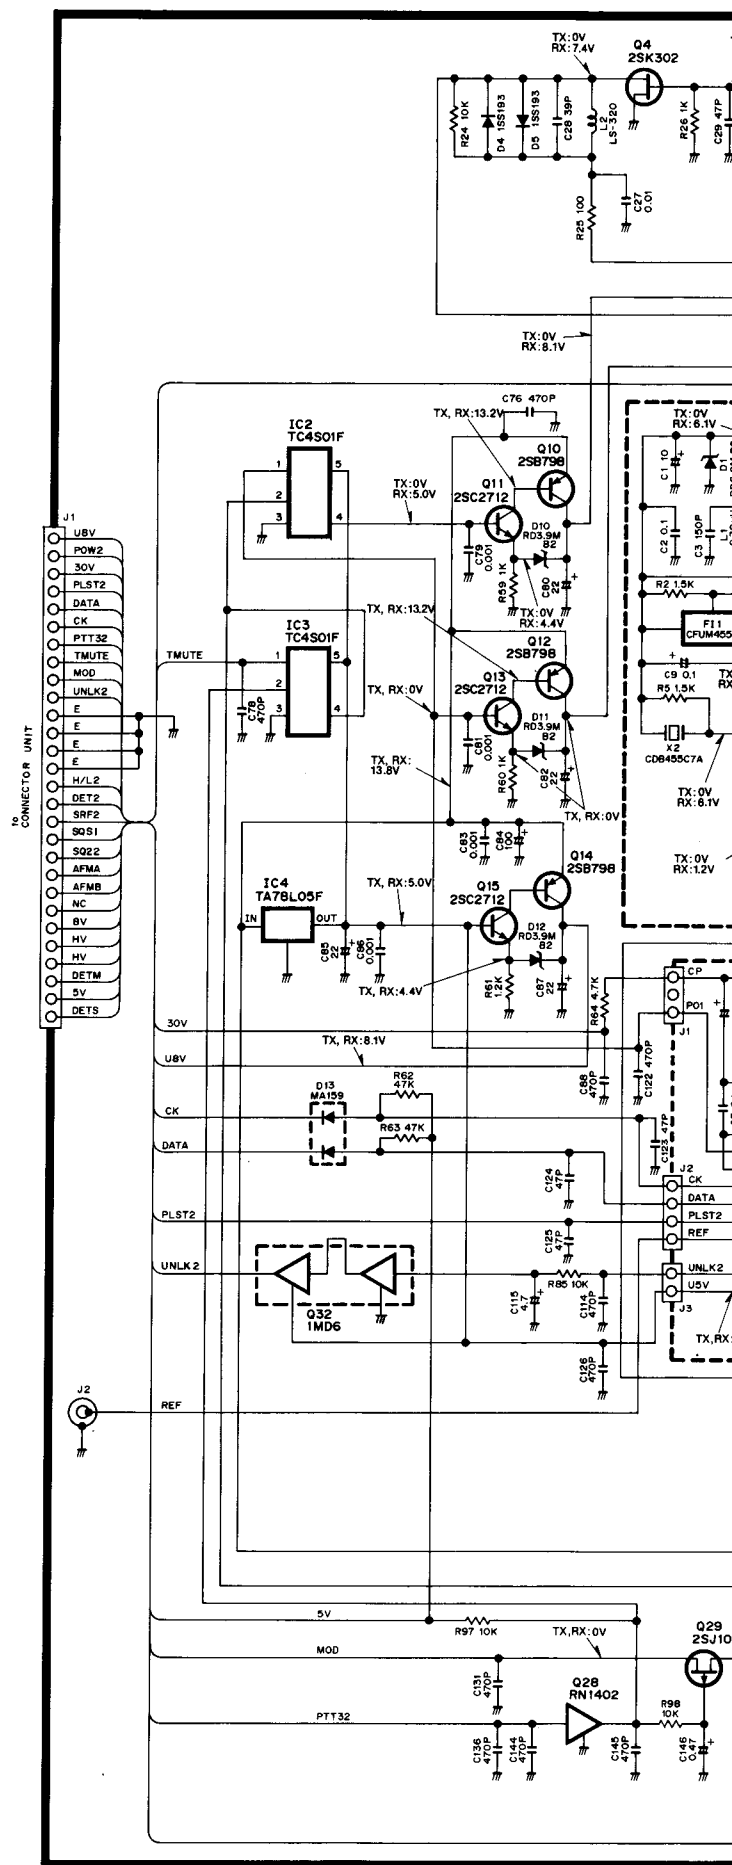 TX:0V
RX:7.4V
Q4
2SK302
R24 10K
D4 1SS193
D5 1SS193
C28 39P
L2
LS-320
R26 1K
C29 47P
R25 100
C27
0.01
TX:0V
RX:8.1V
C76 470P
TX, RX:13.2V
IC2
TC4S01F
1
2
3
5
4
TX:0V
RX:5.0V
Q11
2SC2712
Q10
2SB798
D10
RD3.9M
B2
C79
0.001
R59 1K
C80
22
TX:0V
RX:4.4V
TX:0V
RX:6.1V
C1 10
D1
C2 0.1
C3 150P
L1
R2 1.5K
FI1
CFUM455
C9 0.1
R5 1.5K
X2
CDB455C7A
TX:0V
RX:6.1V
TX:0V
RX:1.2V
J1
to
CONNECTOR UNIT
U8V
POW2
30V
PLST2
DATA
CK
PTT32
TMUTE
MOD
UNLK2
E
E
E
E
H/L2
DET2
SRF2
SQS1
SQ22
AFMA
AFMB
NC
8V
HV
HV
DETM
5V
DETS
TMUTE
C78
470P
IC3
TC4S01F
1
2
3
5
4
TX, RX:13.2V
TX, RX:0V
Q13
2SC2712
Q12
2SB798
D11
RD3.9M
B2
C81
0.001
R60 1K
C82
22
TX, RX:0V
TX, RX:
13.8V
C83
0.001
C84
100
IC4
TA78L05F
IN
OUT
TX, RX:5.0V
Q15
2SC2712
Q14
2SB798
D12
RD3.9M
B2
C85
22
C86
0.001
TX, RX:4.4V
R61
1.2K
C87
22
R64 4.7K
CP
PO1
J1
30V
TX, RX:8.1V
U8V
C88
470P
C122 470P
D13
MA159
R62
47K
CK
R63 47K
C123 47P
DATA
C124
47P
J2
CK
DATA
PLST2
REF
PLST2
C125
47P
UNLK2
Q32
1MD6
C115
4.7
R85 10K
C114
470P
UNLK2
U5V
J3
C126
470P
TX,RX:
J2
REF
5V
R97 10K
TX,RX:0V
Q29
2SJ10
MOD
C131
470P
Q28
RN1402
R98
10K
PTT32
C136
470P
C144
470P
C145
470P
C146
0.47